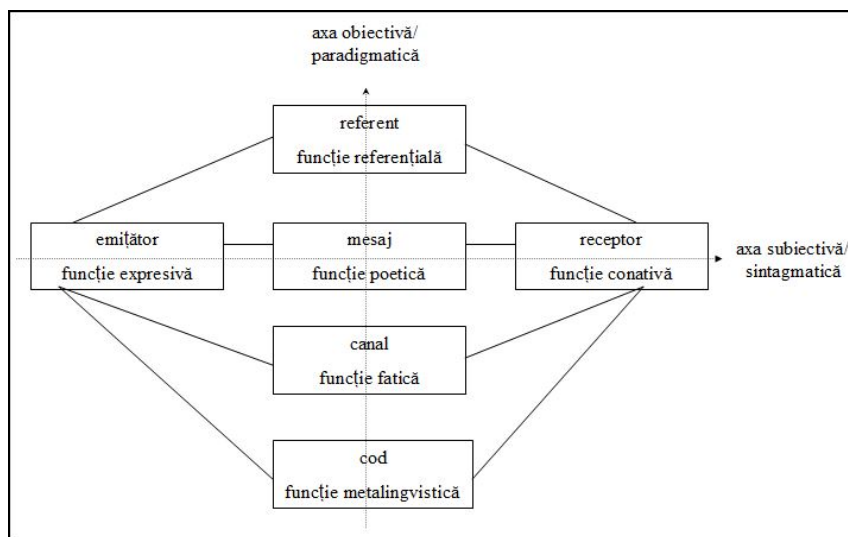 axa obiectivă/
paradigmatică
referent
funcție referențială
emițător
funcție expresivă
mesaj
funcție poetică
receptor
funcție conativă
axa subiectivă/
sintagmatică
canal
funcție fatică
cod
funcție metalingvistică